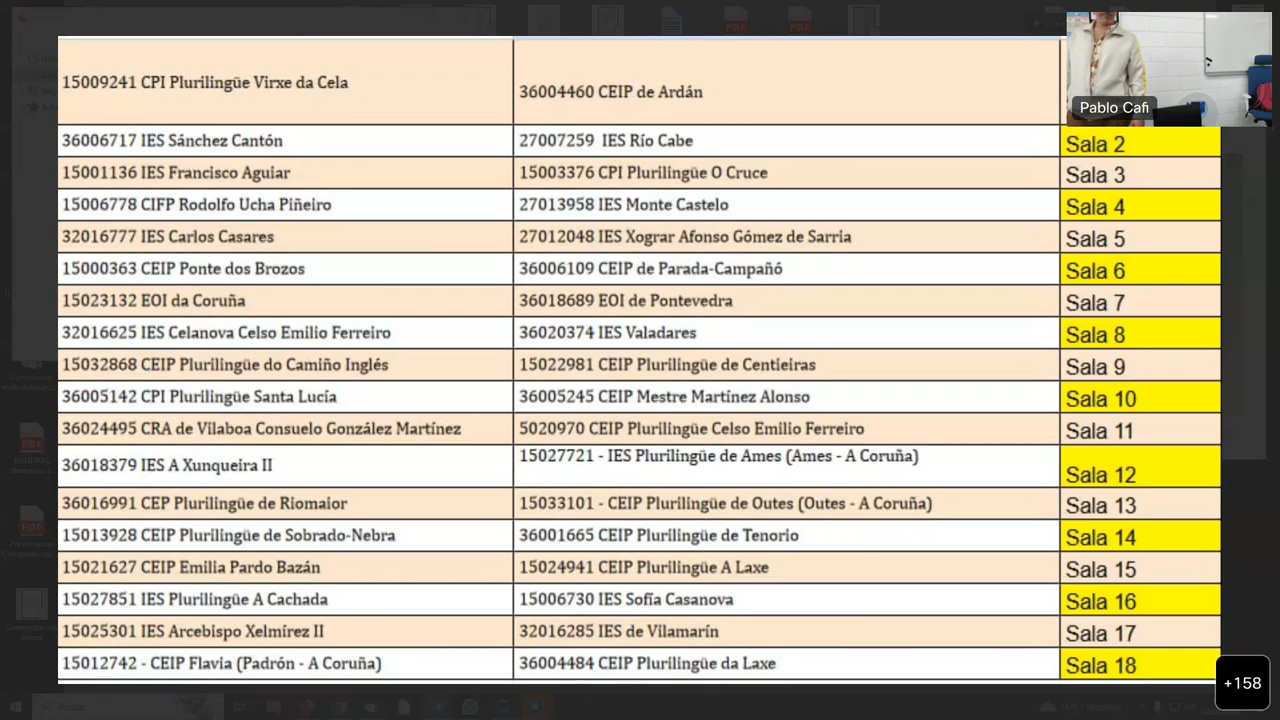 15009241 CPI Plurilingüe Virxe da Cela
36004460 CEIP de Ardán
Pablo Cafi
36006717 IES Sánchez Cantón 27007259 IES Río Cabe Sala 2
15001136 IES Francisco Aguiar 15003376 CPI Plurilingüe O Cruce Sala 3
15006778 CIFP Rodolfo Ucha Piñeiro 27013958 IES Monte Castelo Sala 4
32016777 IES Carlos Casares 27012048 IES Xograr Afonso Gómez de Sarria Sala 5
15000363 CEIP Ponte dos Brozos 36006109 CEIP de Parada-Campañó Sala 6
15023132 EOI da Coruña 36018689 EOI de Pontevedra Sala 7
32016625 IES Celanova Celso Emilio Ferreiro 36020374 IES Valadares Sala 8
15032868 CEIP Plurilingüe do Camiño Inglés 15022981 CEIP Plurilingüe de Centieiras Sala 9
36005142 CPI Plurilingüe Santa Lucía 36005245 CEIP Mestre Martínez Alonso Sala 10
36024495 CRA de Vilaboa Consuelo González Martínez 5020970 CEIP Plurilingüe Celso Emilio Ferreiro Sala 11
36018379 IES A Xunqueira II 15027721 - IES Plurilingüe de Ames (Ames - A Coruña) Sala 12
36016991 CEP Plurilingüe de Riomaior 15033101 - CEIP Plurilingüe de Outes (Outes - A Coruña) Sala 13
15013928 CEIP Plurilingüe de Sobrado-Nebra 36001665 CEIP Plurilingüe de Tenorio Sala 14
15021627 CEIP Emilia Pardo Bazán 15024941 CEIP Plurilingüe A Laxe Sala 15
15027851 IES Plurilingüe A Cachada 15006730 IES Sofía Casanova Sala 16
15025301 IES Arcebispo Xelmírez II 32016285 IES de Vilamarín Sala 17
15012742 - CEIP Flavia (Padrón - A Coruña) 36004484 CEIP Plurilingüe da Laxe Sala 18
+158
PDF
PDF
PDF
PDF
PDF